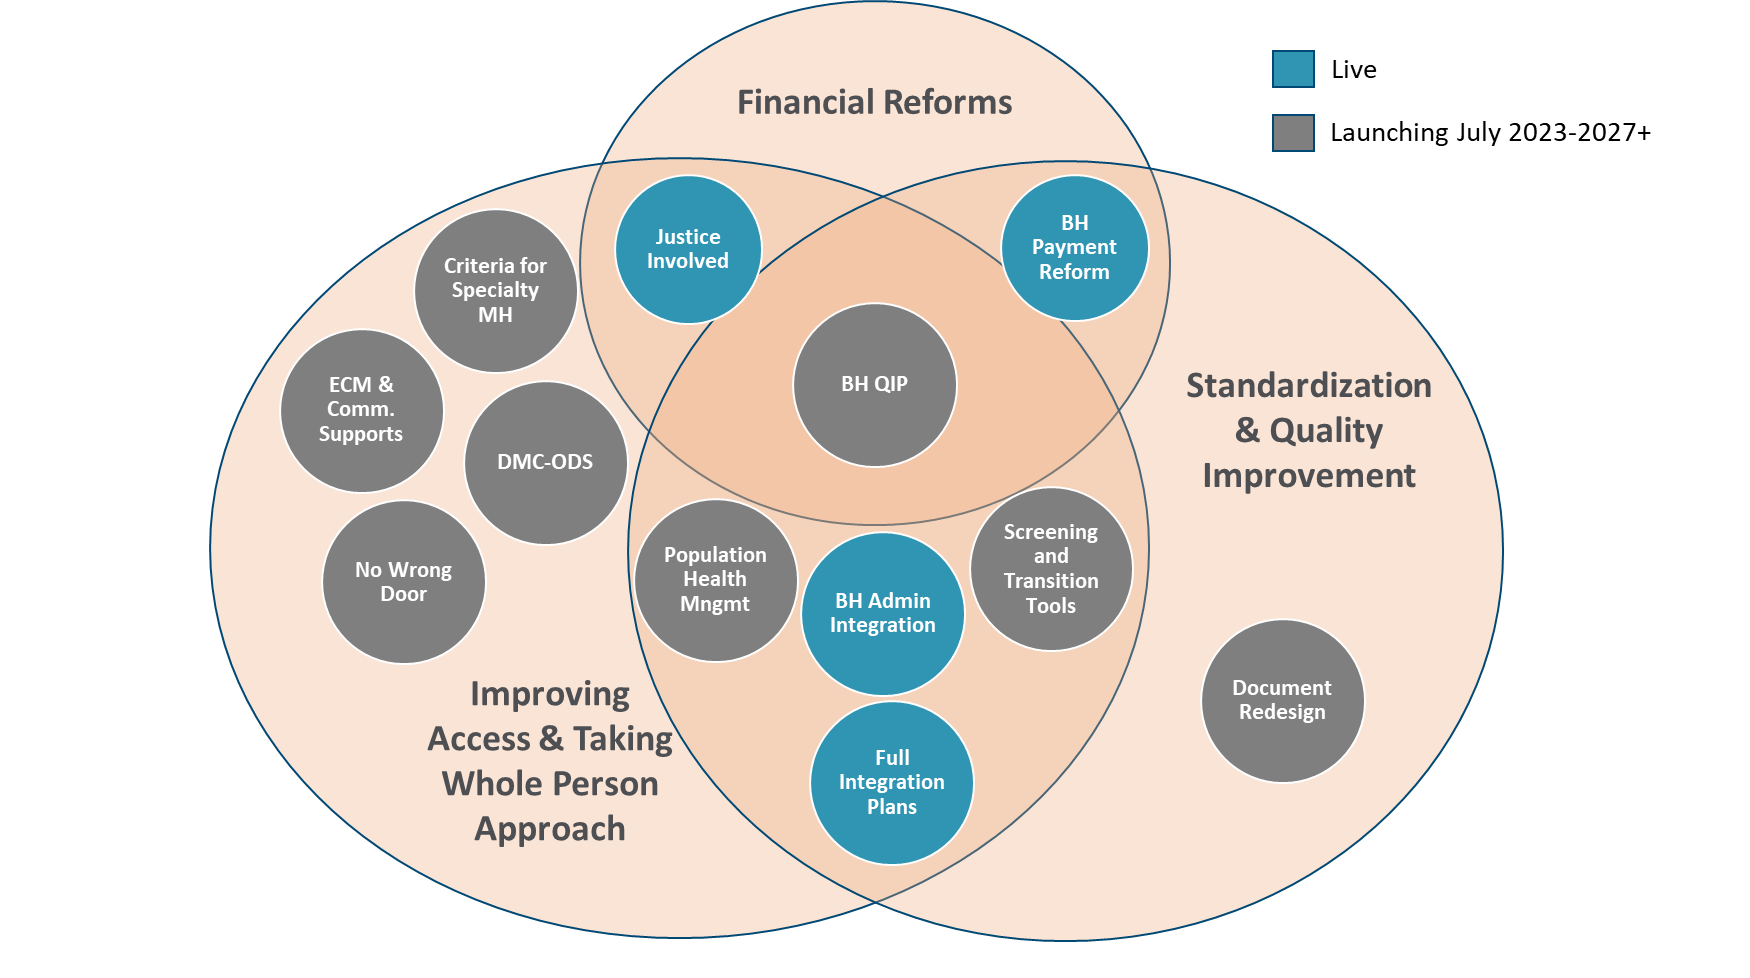 Financial Reforms
Live
Launching July 2023-2027+
Justice
Involved
BH
Payment
Reform
Criteria for
Specialty
MH
ECM &
Comm.
Supports
DMC-ODS
No Wrong
Door
BH QIP
Standardization
& Quality
Improvement
Population
Health
Mngmt
BH Admin
Integration
Screening
and
Transition
Tools
Improving
Access & Taking
Whole Person
Approach
Full
Integration
Plans
Document
Redesign